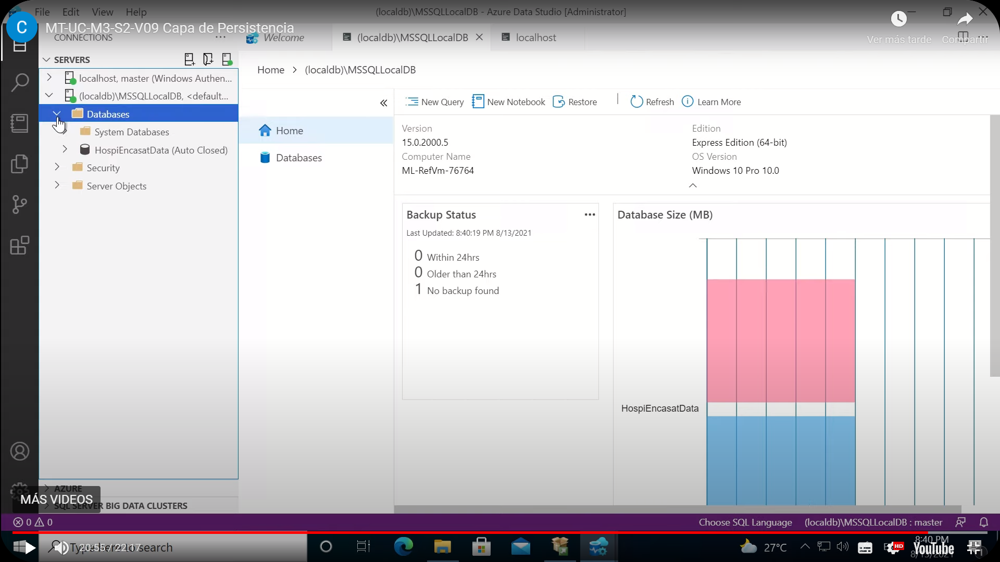 File Edit View Help
(localdb)\MSSQLLocalDB - Azure Data Studio [Administrator]
C
MT-UC-M3-S2-V09 Capa de Persistencia
Ver más tarde
Compartir
CONNECTIONS
Welcome
(localdb)\MSSQLLocalDB
localhost
SERVERS
localhost, master (Windows Authen...
(localdb)\MSSQLLocalDB, <default...
Databases
System Databases
HospiEncasatData (Auto Closed)
Security
Server Objects
Home > (localdb)\MSSQLLocalDB
New Query New Notebook Restore Refresh Learn More
Home
Databases
Version
15.0.2000.5
Computer Name
ML-RefVm-76764
Edition
Express Edition (64-bit)
OS Version
Windows 10 Pro 10.0
Backup Status
Last Updated: 8:40:19 PM 8/13/2021
0 Within 24hrs
0 Older than 24hrs
1 No backup found
Database Size (MB)
HospiEncasatData
AZURE
MÁS VIDEOS
SQL SERVER BIG DATA CLUSTERS
0 0
Choose SQL Language
(localdb)\MSSQLLocalDB : master
Type here to search
20:55 / 22:17
27°C
8:40 PM
8/13/2021
HD
YouTube
1